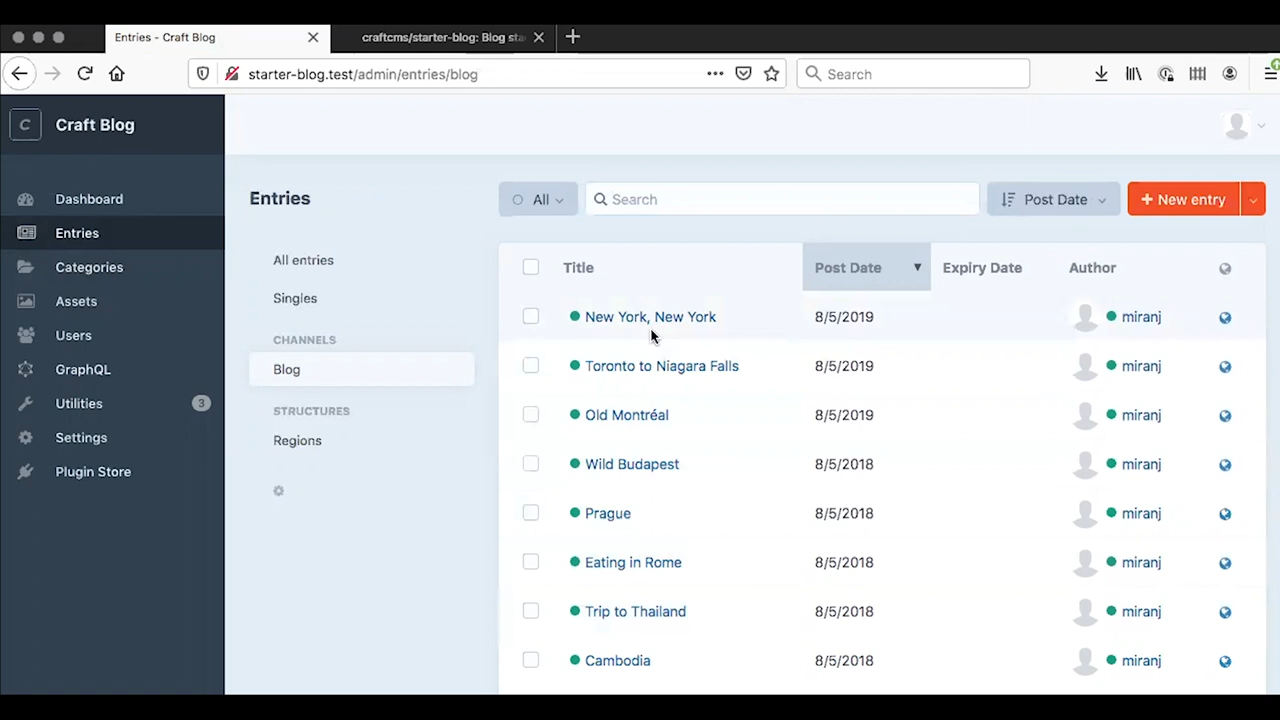 Entries - Craft Blog
craftcms/starter-blog: Blog sta
starter-blog.test/admin/entries/blog
Search
C
Craft Blog
Dashboard
Entries
Categories
Assets
Users
GraphQL
Utilities 3
Settings
Plugin Store
Entries
All entries
Singles
CHANNELS
Blog
STRUCTURES
Regions
All
Search
Post Date
+ New entry
Title Post Date ▼ Expiry Date Author
New York, New York 8/5/2019 miranj
Toronto to Niagara Falls 8/5/2019 miranj
Old Montréal 8/5/2019 miranj
Wild Budapest 8/5/2018 miranj
Prague 8/5/2018 miranj
Eating in Rome 8/5/2018 miranj
Trip to Thailand 8/5/2018 miranj
Cambodia 8/5/2018 miranj